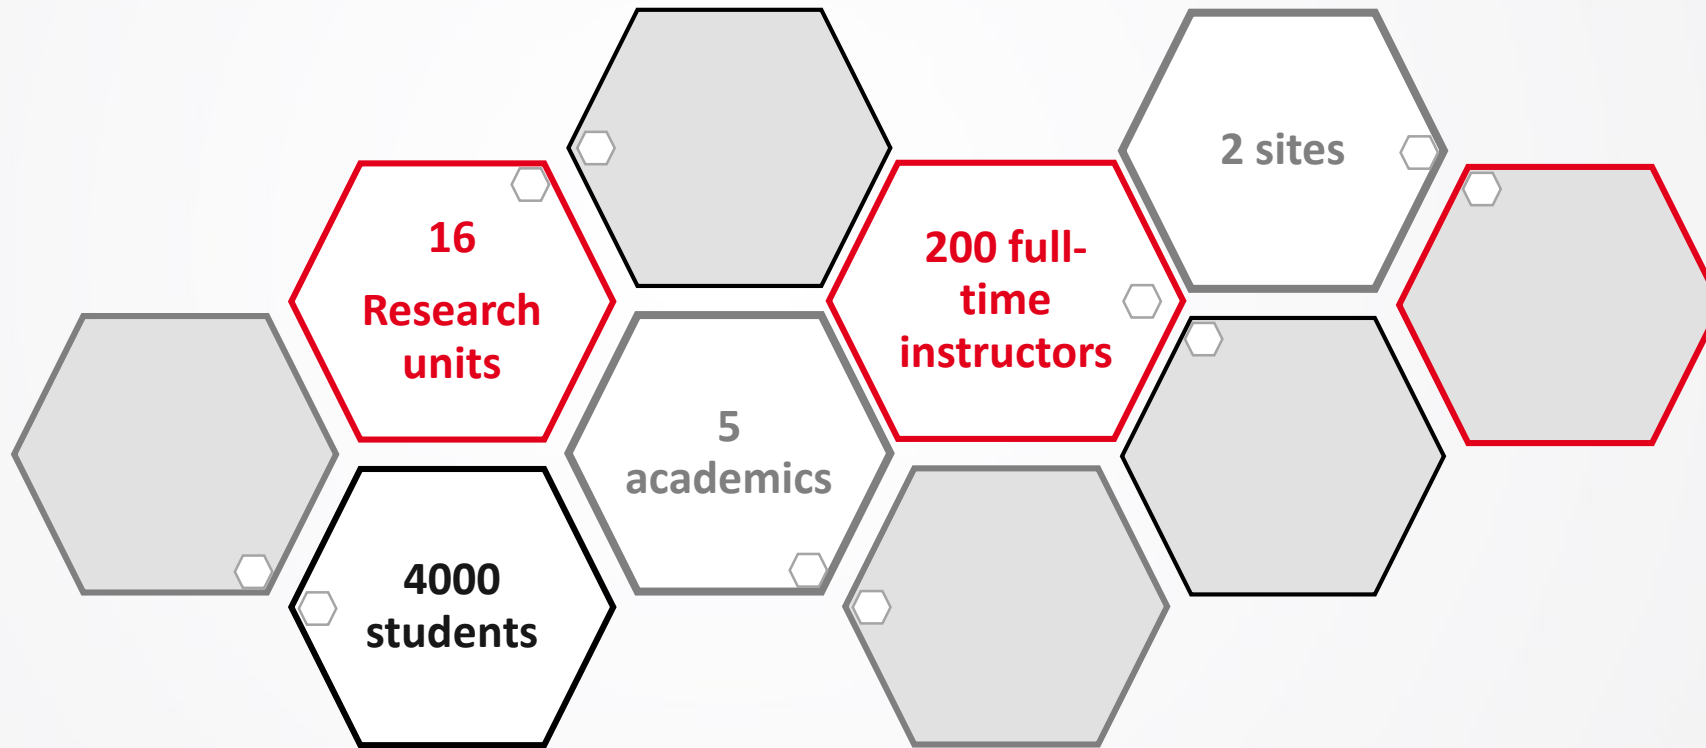 16
Research
units
200 full-
time
instructors
2 sites
5
academics
4000
students